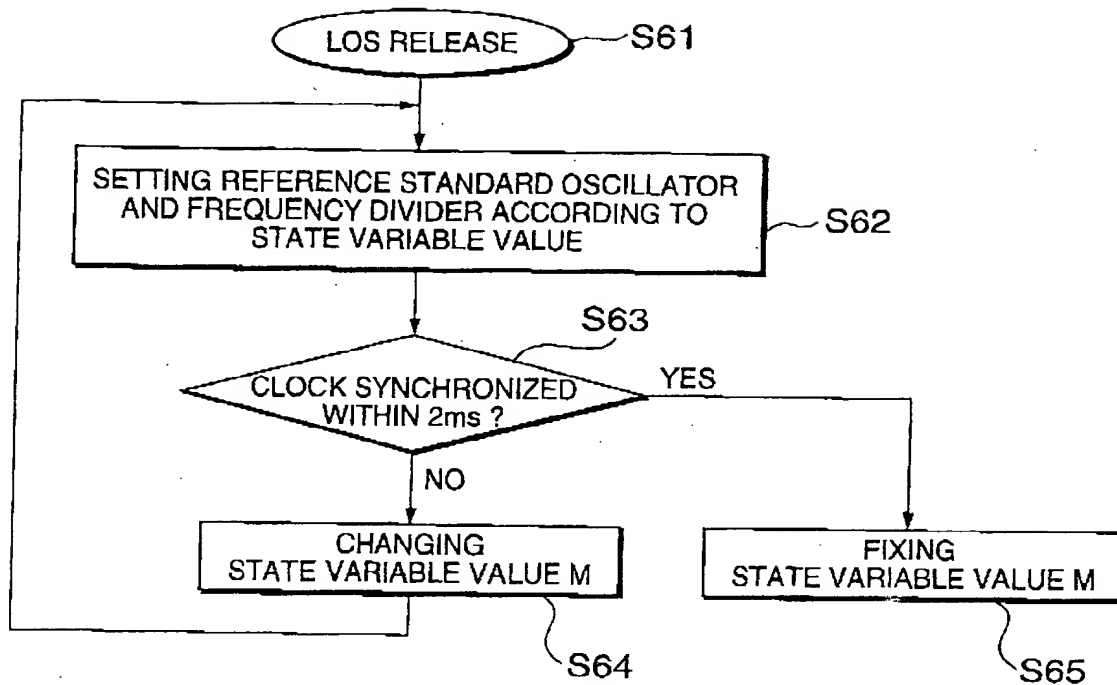 LOS RELEASE
S61
SETTING REFERENCE STANDARD OSCILLATOR
AND FREQUENCY DIVIDER ACCORDING TO
STATE VARIABLE VALUE
S62
S63
CLOCK SYNCHRONIZED
WITHIN 2ms ?
YES
NO
CHANGING
STATE VARIABLE VALUE M
S64
FIXING
STATE VARIABLE VALUE M
S65